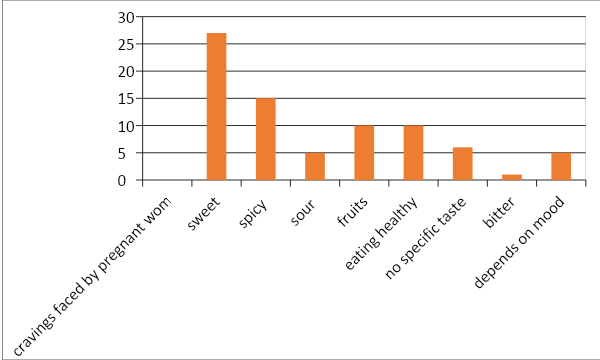 30
25
20
15
10
5
0
cravings faced by pregnant wom
sweet
spicy
sour
fruits
eating healthy
no specific taste
bitter
depends on mood